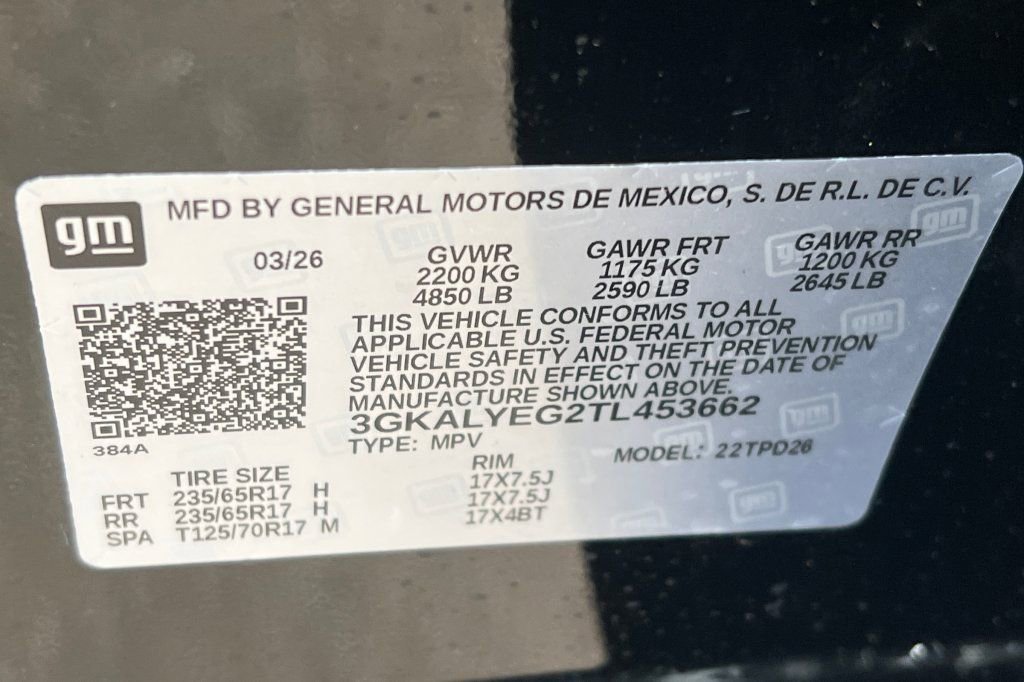 gm
MFD BY GENERAL MOTORS DE MEXICO, S. DE R.L. DE C.V.
03/26 GVWR GAWR FRT GAWR RR
2200 KG 1175 KG 1200 KG
4850 LB 2590 LB 2645 LB
THIS VEHICLE CONFORMS TO ALL
APPLICABLE U.S. FEDERAL MOTOR
VEHICLE SAFETY AND THEFT PREVENTION
STANDARDS IN EFFECT ON THE DATE OF
MANUFACTURE SHOWN ABOVE.
3GKALYEG2TL453662
384A
TYPE: MPV MODEL: 22TPD26
TIRE SIZE RIM
FRT 235/65R17 H 17X7.5J
RR 235/65R17 H 17X7.5J
SPA T125/70R17 M 17X4BT